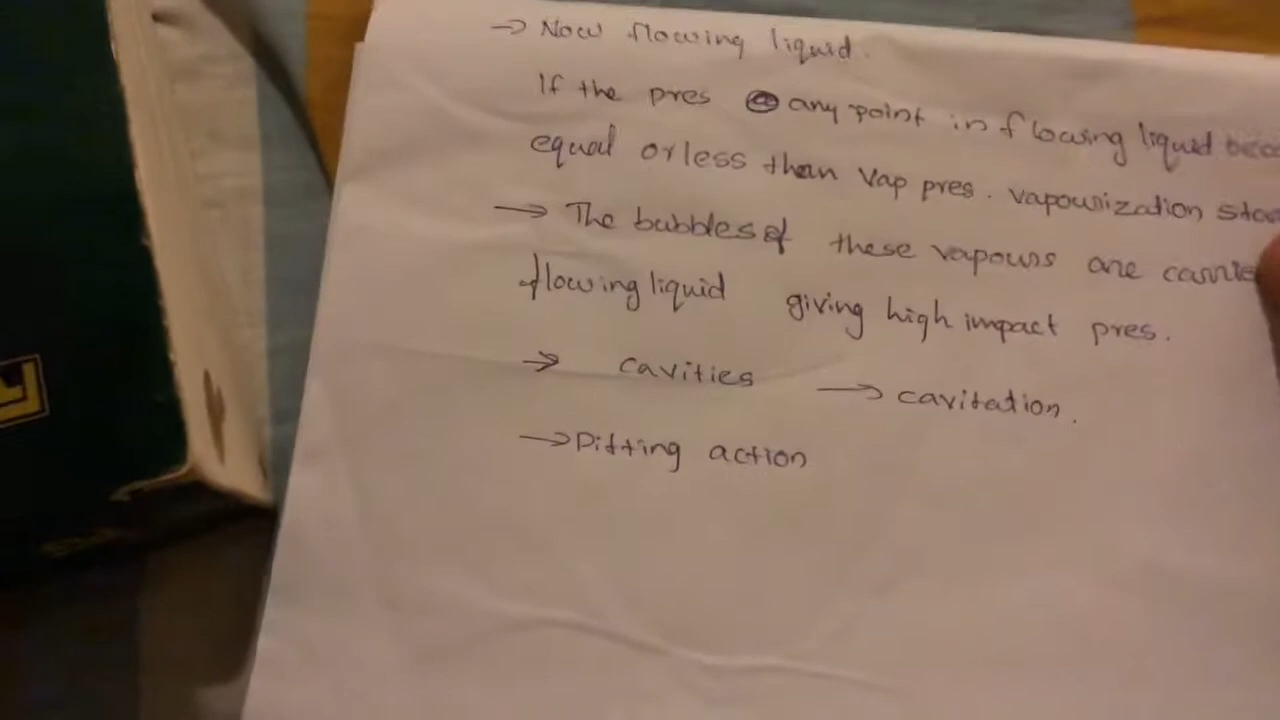 → Now flowing liquid.
If the pres @ any point in flowing liquid
equal or less than vap pres. vapourization
→ The bubbles of these vapours are
flowing liquid giving high impact pres.
→ cavities → cavitation.
→ Pitting action